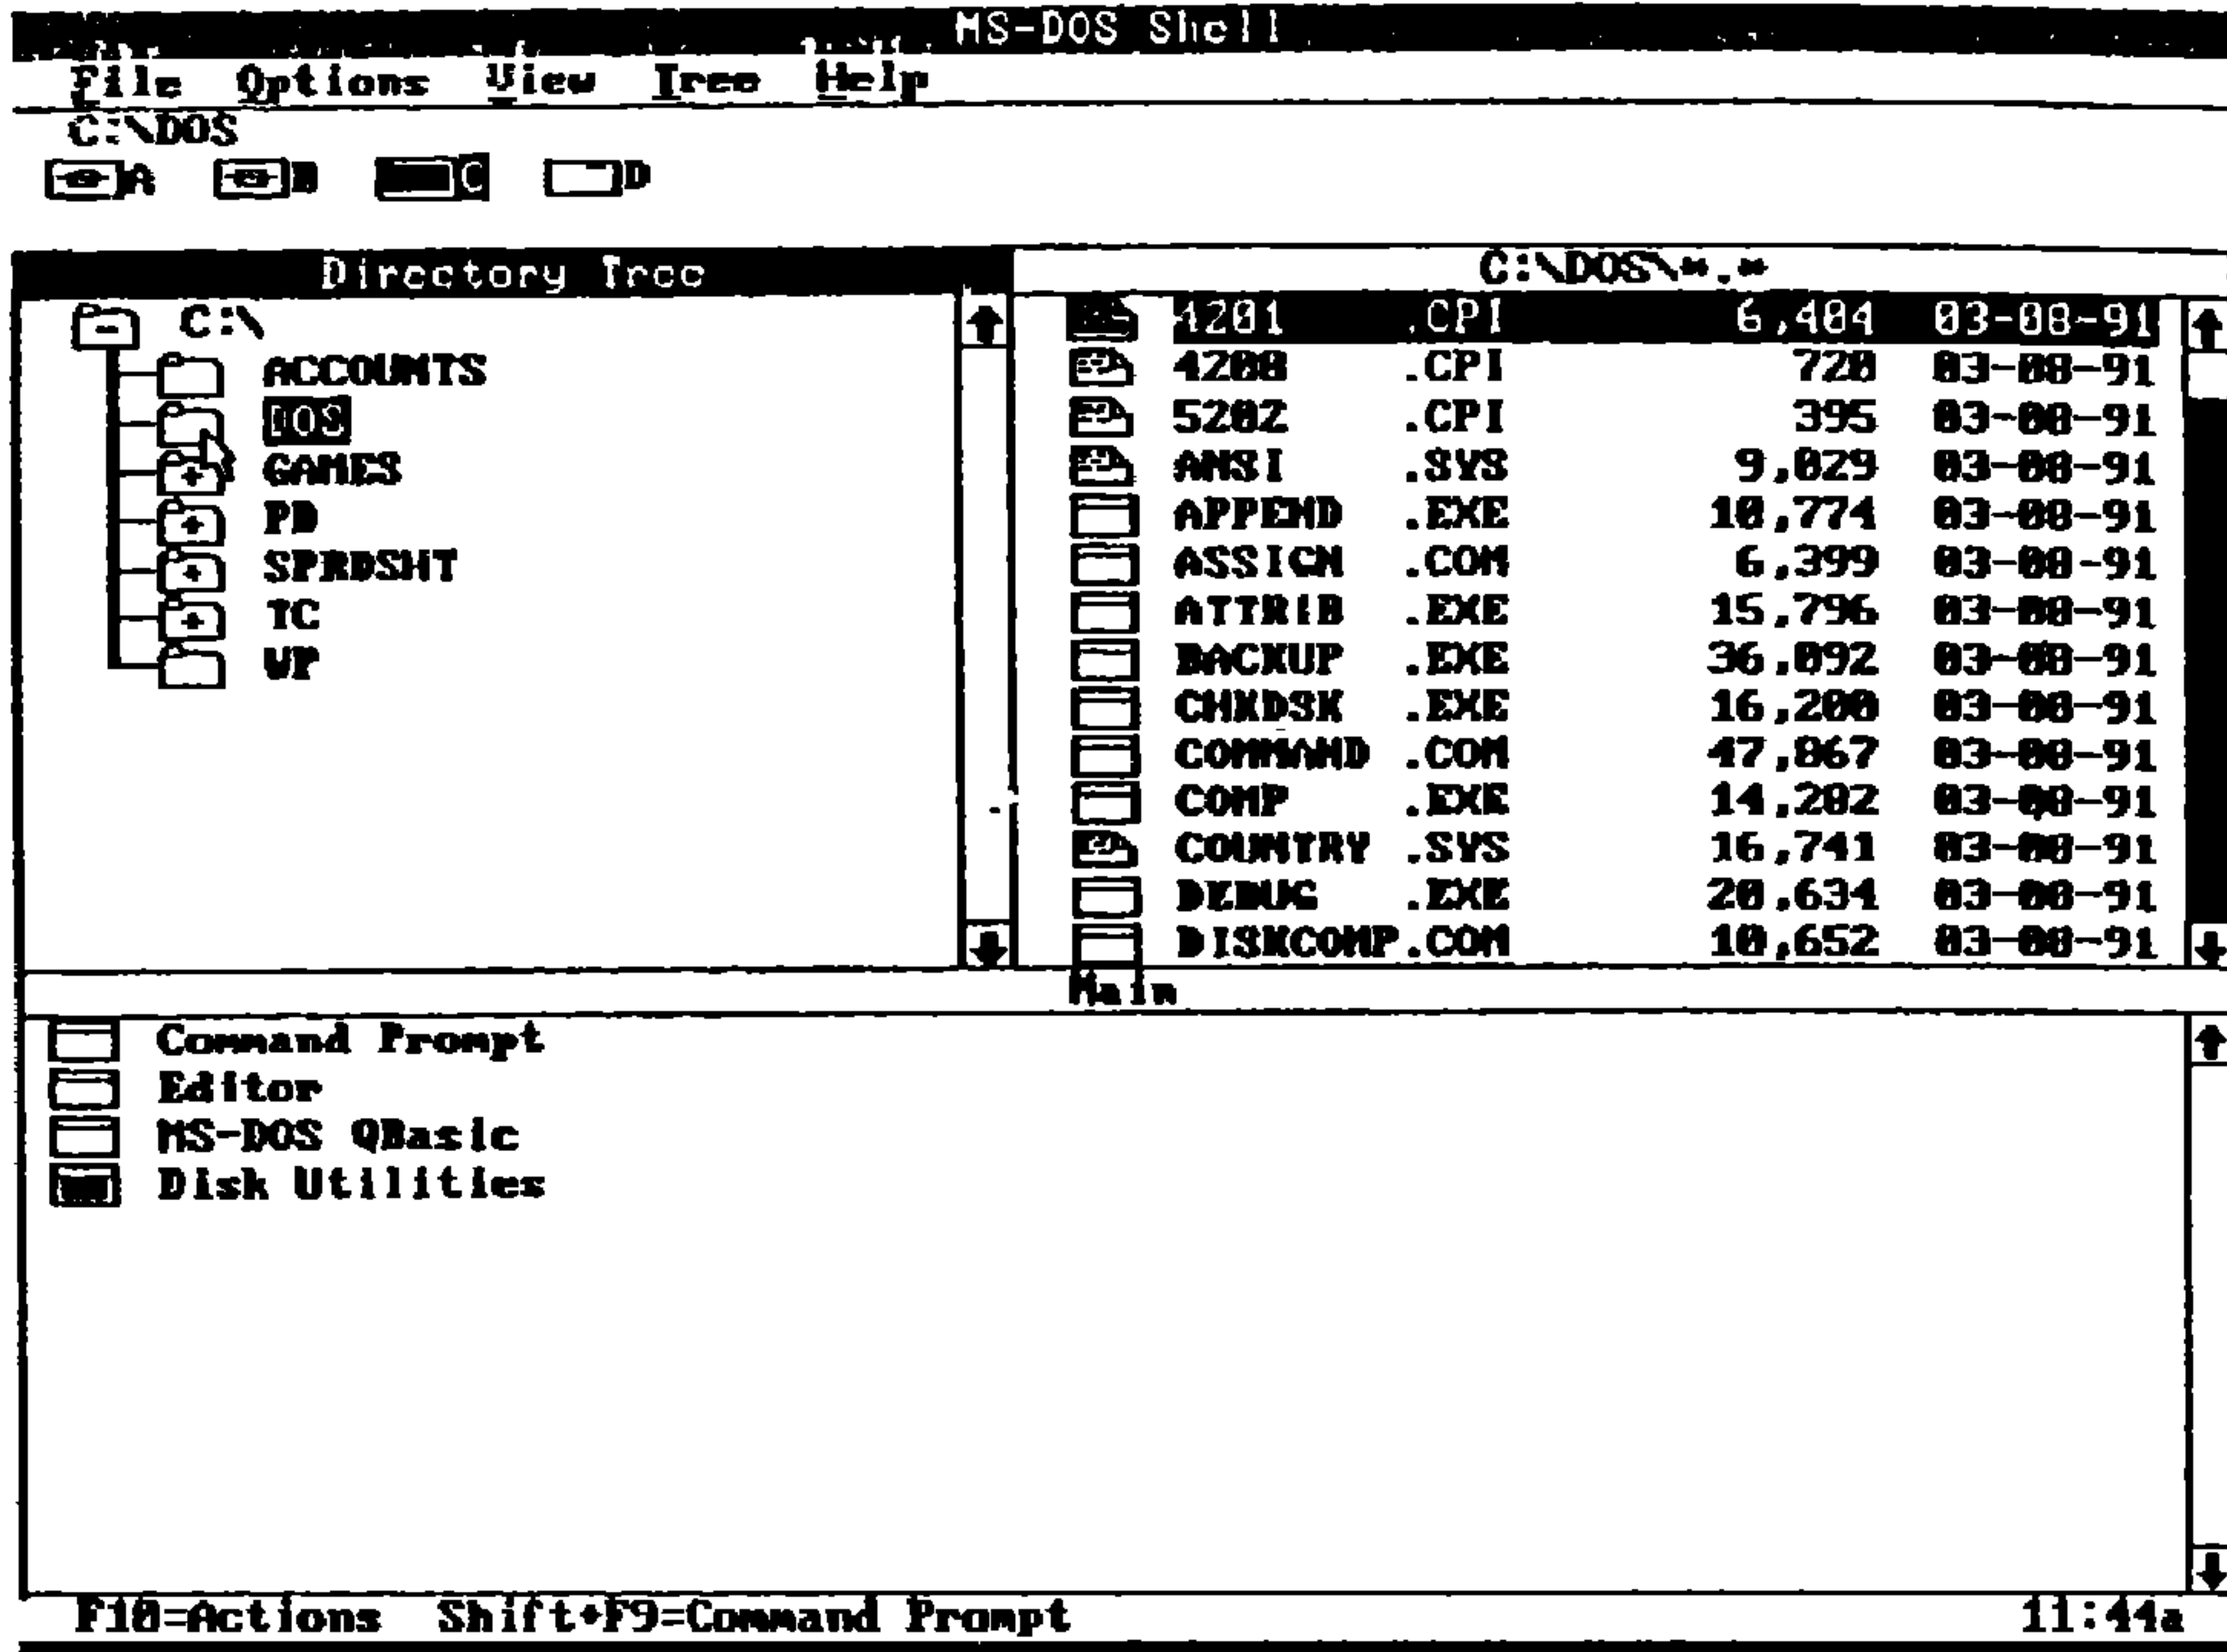 MS-DOS Shell
File Options View Tree Help
C:\DOS
A B C D
Directory Tree
C:\
ACCOUNTS
DOS
GAMES
PD
SPRDSHT
TC
WP
C:\DOS\*.*
4201 .CPI 6,404 03-08-91
4208 .CPI 720 03-08-91
5202 .CPI 395 03-08-91
ANSI .SYS 9,029 03-08-91
APPEND .EXE 10,774 03-08-91
ASSIGN .COM 6,399 03-08-91
ATTRIB .EXE 15,796 03-08-91
BACKUP .EXE 36,092 03-08-91
CHKDSK .EXE 16,200 03-08-91
COMMAND .COM 47,867 03-08-91
COMP .EXE 14,282 03-08-91
COUNTRY .SYS 16,741 03-08-91
DEBUG .EXE 20,634 03-08-91
DISKCOMP.COM 10,652 03-08-91
Main
Command Prompt
Editor
MS-DOS QBasic
Disk Utilities
F10=Actions Shift+F9=Command Prompt 11:44a